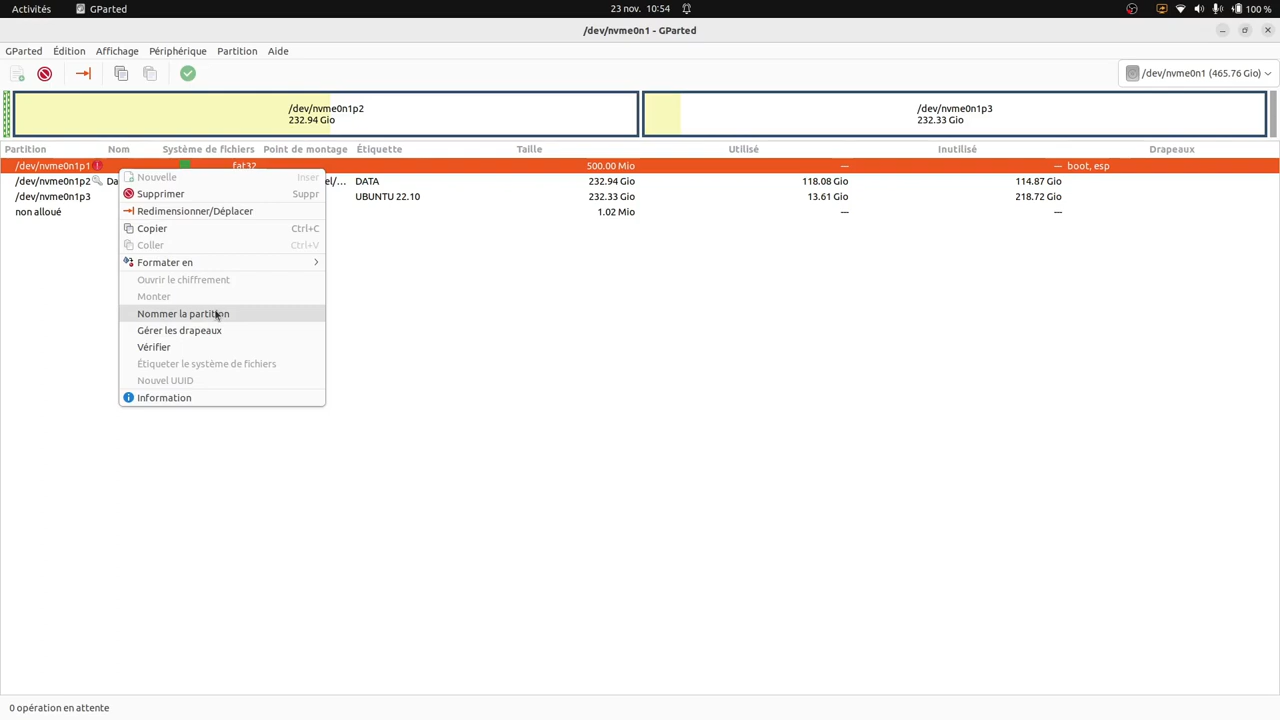 Activités GParted 23 nov. 10:54 100 %
/dev/nvme0n1 - GParted
GParted Édition Affichage Périphérique Partition Aide
/dev/nvme0n1 (465.76 Gio)
/dev/nvme0n1p2 /dev/nvme0n1p3
232.94 Gio 232.33 Gio
Partition Nom Système de fichiers Point de montage Étiquette Taille Utilisé Inutilisé Drapeaux
/dev/nvme0n1p1 fat32 500.00 Mio — — boot, esp
/dev/nvme0n1p2 Da el/... DATA 232.94 Gio 118.08 Gio 114.87 Gio
/dev/nvme0n1p3 UBUNTU 22.10 232.33 Gio 13.61 Gio 218.72 Gio
non alloué 1.02 Mio — —
Nouvelle Inser
Supprimer Suppr
Redimensionner/Déplacer
Copier Ctrl+C
Coller Ctrl+V
Formater en
Ouvrir le chiffrement
Monter
Nommer la partition
Gérer les drapeaux
Vérifier
Étiqueter le système de fichiers
Nouvel UUID
Information
0 opération en attente